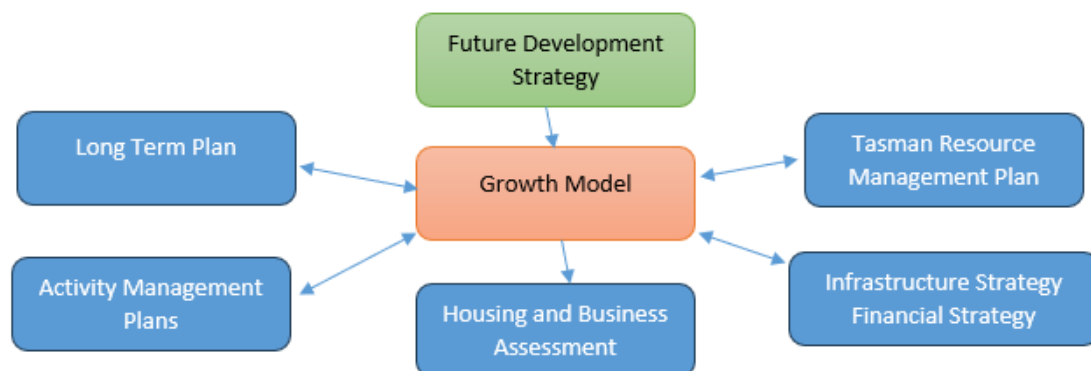 Future Development
Strategy
Long Term Plan
Growth Model
Tasman Resource
Management Plan
Activity Management
Plans
Housing and Business
Assessment
Infrastructure Strategy
Financial Strategy